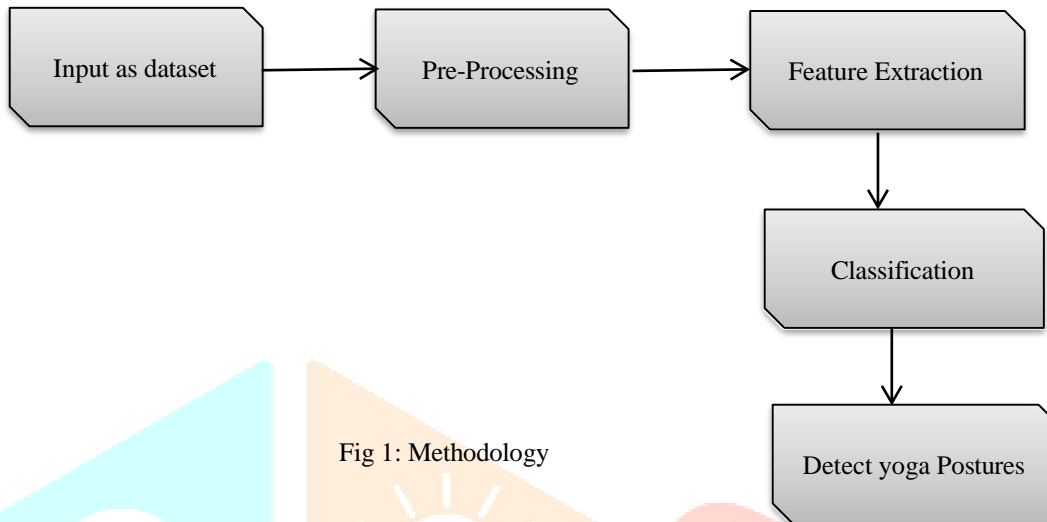 Input as dataset
Pre-Processing
Feature Extraction
Classification
Fig 1: Methodology
Detect yoga Postures